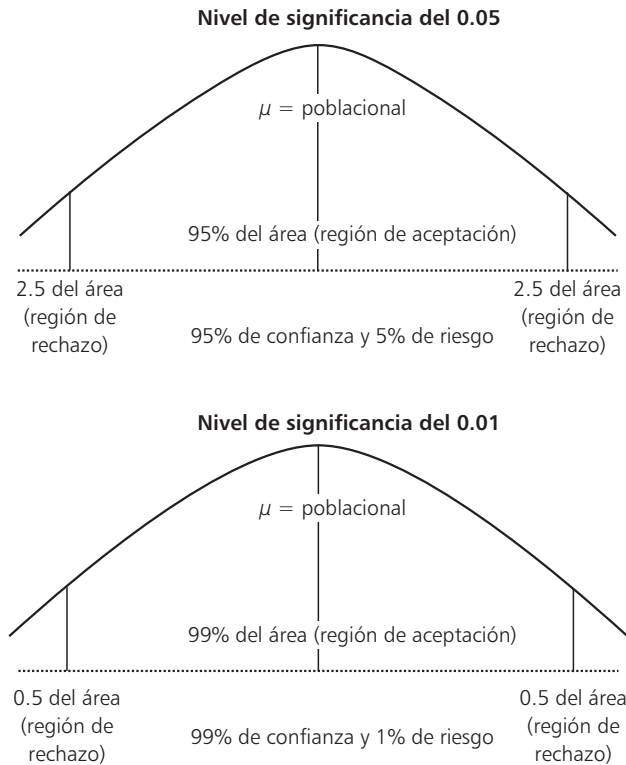 Nivel de significancia del 0.05
μ = poblacional
95% del área (región de aceptación)
2.5 del área
(región de
rechazo)
95% de confianza y 5% de riesgo
2.5 del área
(región de
rechazo)
Nivel de significancia del 0.01
μ = poblacional
99% del área (región de aceptación)
0.5 del área
(región de
rechazo)
99% de confianza y 1% de riesgo
0.5 del área
(región de
rechazo)